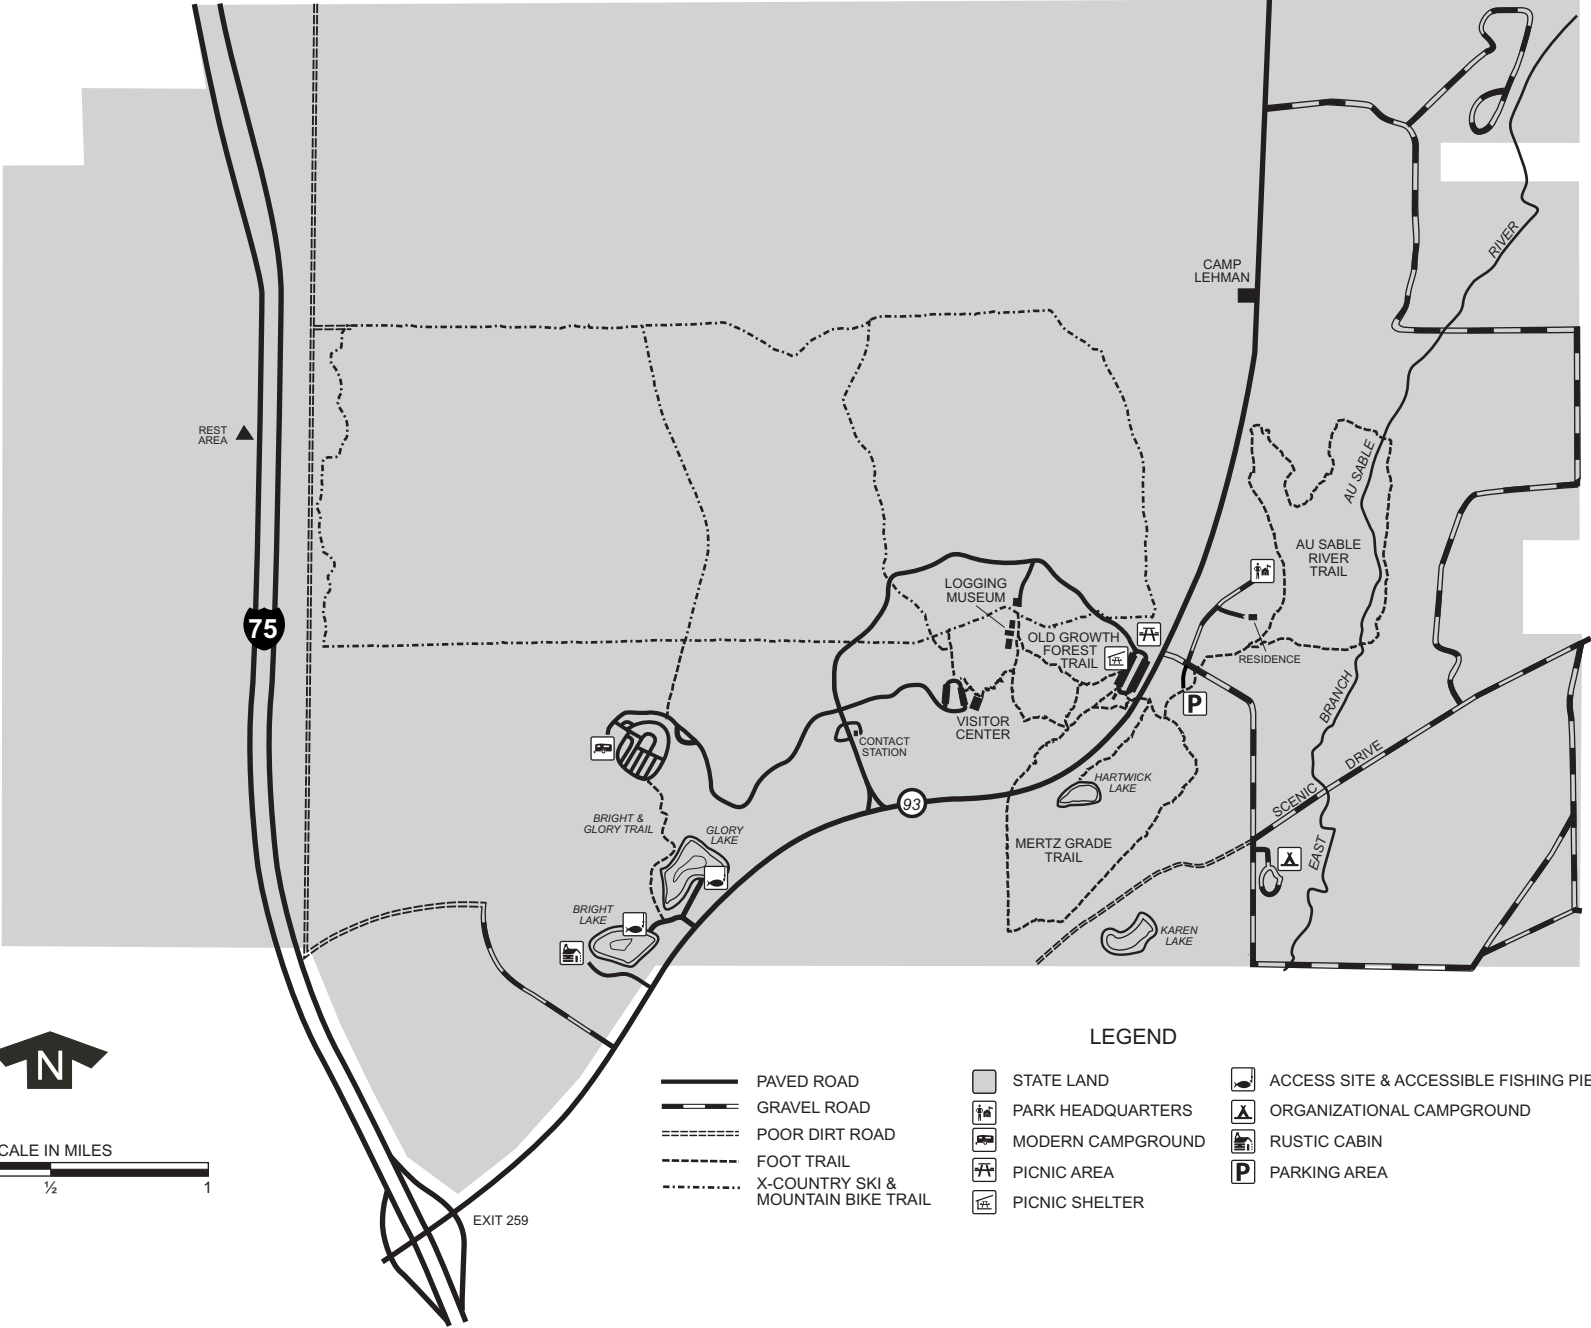 CAMP
LEHMAN
RIVER
REST
AREA
AU SABLE
AU SABLE
RIVER
TRAIL
LOGGING
MUSEUM
75
OLD GROWTH
FOREST
TRAIL
RESIDENCE
BRANCH
P
VISITOR
CENTER
CONTACT
STATION
DRIVE
SCENIC
HARTWICK
LAKE
93
BRIGHT &
GLORY TRAIL
GLORY
LAKE
MERTZ GRADE
TRAIL
EAST
BRIGHT
LAKE
KAREN
LAKE
N
CALE IN MILES
½
1
EXIT 259
LEGEND
PAVED ROAD
GRAVEL ROAD
POOR DIRT ROAD
FOOT TRAIL
X-COUNTRY SKI &
MOUNTAIN BIKE TRAIL
STATE LAND
PARK HEADQUARTERS
MODERN CAMPGROUND
PICNIC AREA
PICNIC SHELTER
ACCESS SITE & ACCESSIBLE FISHING PIE
ORGANIZATIONAL CAMPGROUND
RUSTIC CABIN
P PARKING AREA